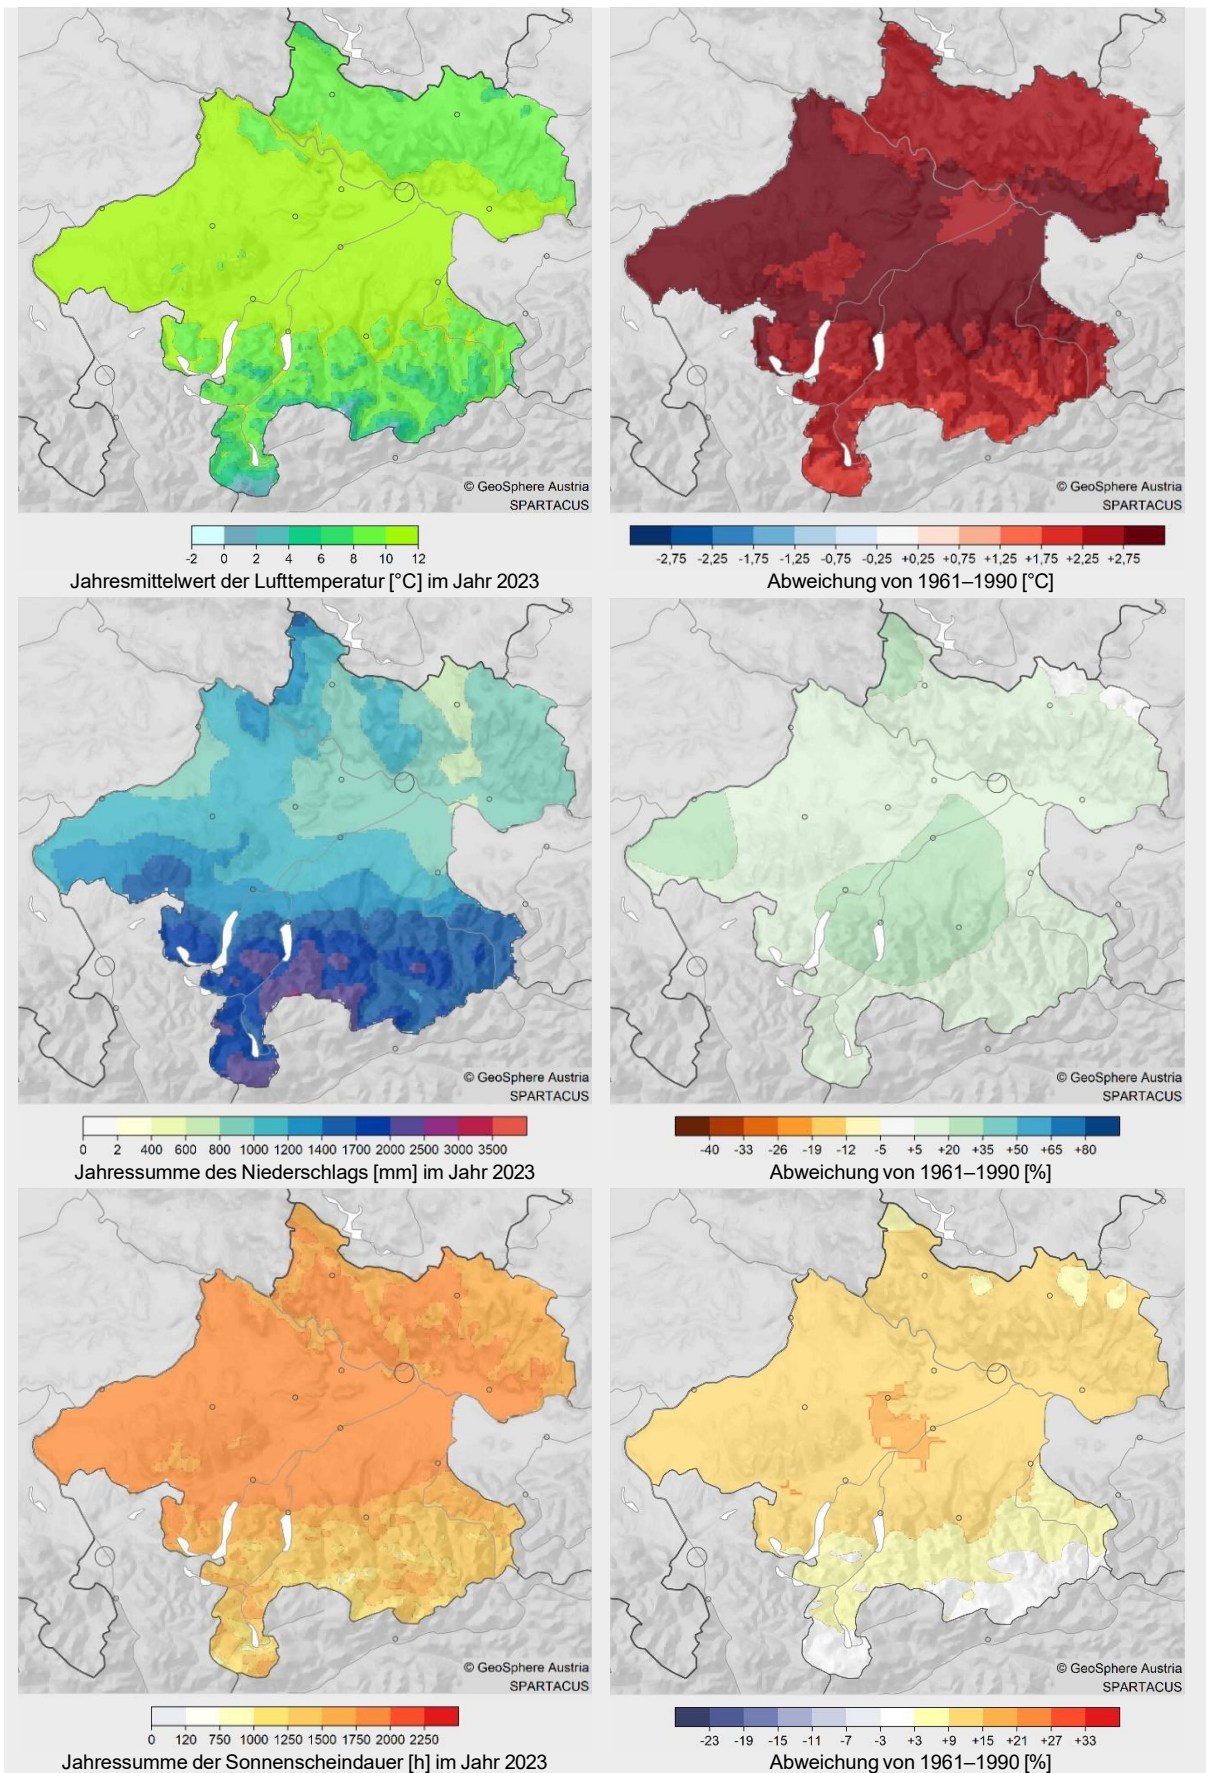 © GeoSphere Austria
SPARTACUS
© GeoSphere Austria
SPARTACUS
-2 0 2 4 6 8 10 12
Jahresmittelwert der Lufttemperatur [°C] im Jahr 2023
-2,75 -2,25 -1,75 -1,25 -0,75 -0,25 +0,25 +0,75 +1,25 +1,75 +2,25 +2,75
Abweichung von 1961–1990 [°C]
© GeoSphere Austria
SPARTACUS
© GeoSphere Austria
SPARTACUS
0 2 400 600 800 1000 1200 1400 1700 2000 2500 3000 3500
Jahressumme des Niederschlags [mm] im Jahr 2023
-40 -33 -26 -19 -12 -5 +5 +20 +35 +50 +65 +80
Abweichung von 1961–1990 [%]
© GeoSphere Austria
SPARTACUS
© GeoSphere Austria
SPARTACUS
0 120 750 1000 1250 1500 1750 2000 2250
Jahressumme der Sonnenscheindauer [h] im Jahr 2023
-23 -19 -15 -11 -7 -3 +3 +9 +15 +21 +27 +33
Abweichung von 1961–1990 [%]